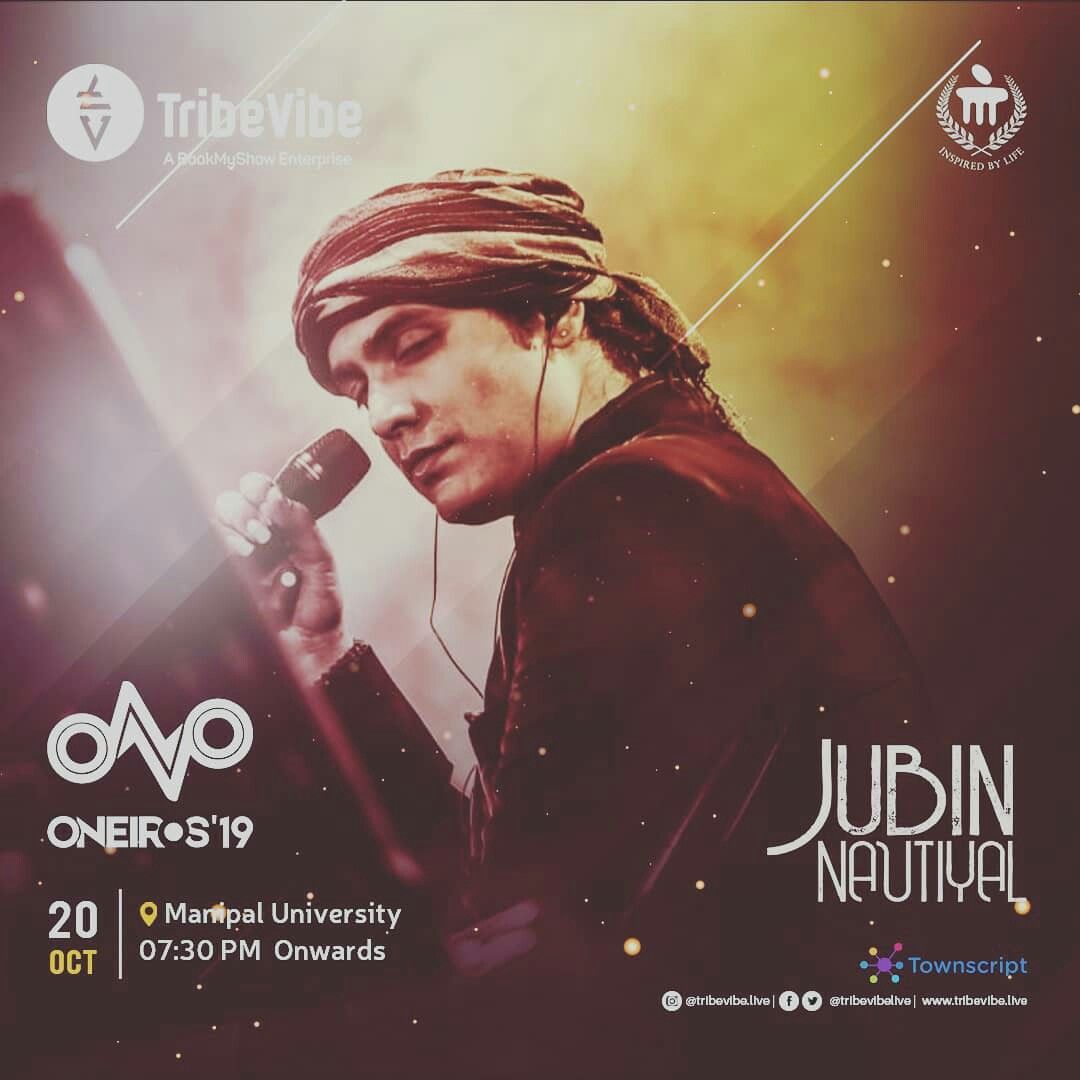 TribeVibe
A BookMyShow Enterprise
INSPIRED BY LIFE
ONO
ONEIROS'19
20
OCT
Manipal University
07:30 PM Onwards
JUBIN
NAUTIYAL
Townscript
@tribevibe.live | @tribevibelive | www.tribevibe.live